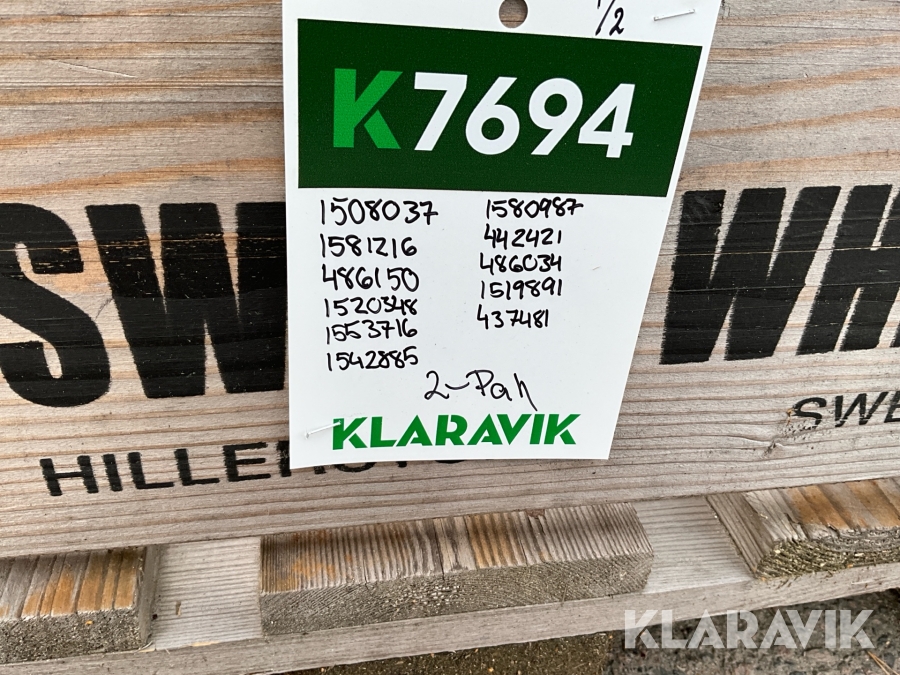 1/2
K7694
1508037
1581216
486150
1520348
1553716
1542885
1580987
442421
486034
1519891
437481
2-Pall
KLARAVIK
SW WH
HILLERSTO SWE
KLARAVIK